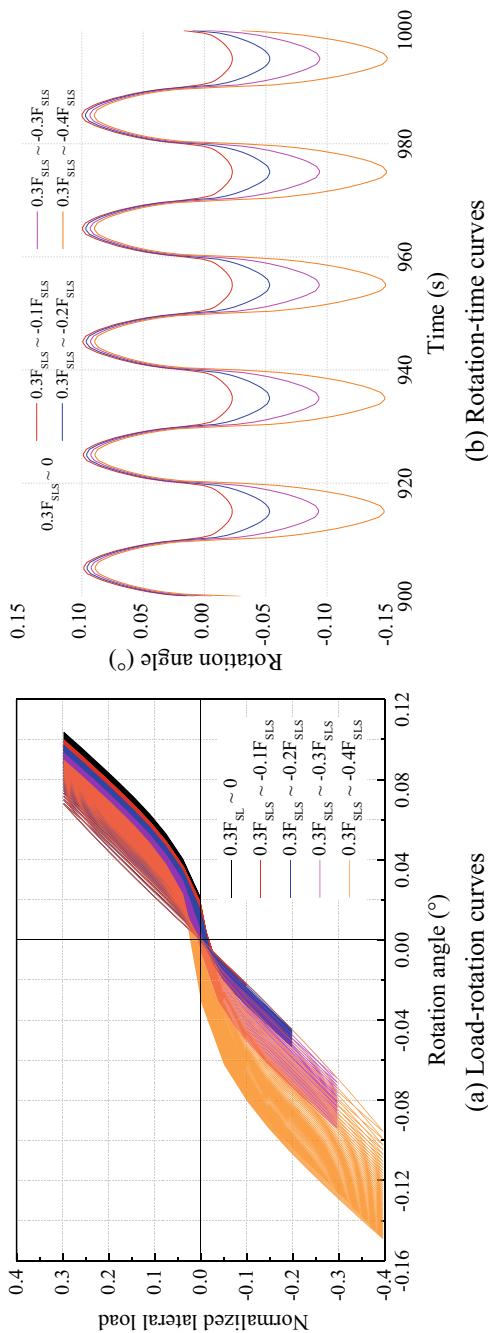 0.4
0.3
0.2
0.1
0.0
-0.1
-0.2
-0.3
-0.4
Normalized lateral load
0.3F_SL ~ 0
0.3F_SLS ~ -0.1F_SLS
0.3F_SLS ~ -0.2F_SLS
0.3F_SLS ~ -0.3F_SLS
0.3F_SLS ~ -0.4F_SLS
-0.16 -0.12 -0.08 -0.04 0.00 0.04 0.08 0.12
Rotation angle (°)
(a) Load-rotation curves
0.15
0.10
0.05
0.00
-0.05
-0.10
-0.15
Rotation angle (°)
0.3F_SLS ~ 0
0.3F_SLS ~ -0.1F_SLS
0.3F_SLS ~ -0.2F_SLS
0.3F_SLS ~ -0.3F_SLS
0.3F_SLS ~ -0.4F_SLS
900 920 940 960 980 1000
Time (s)
(b) Rotation-time curves